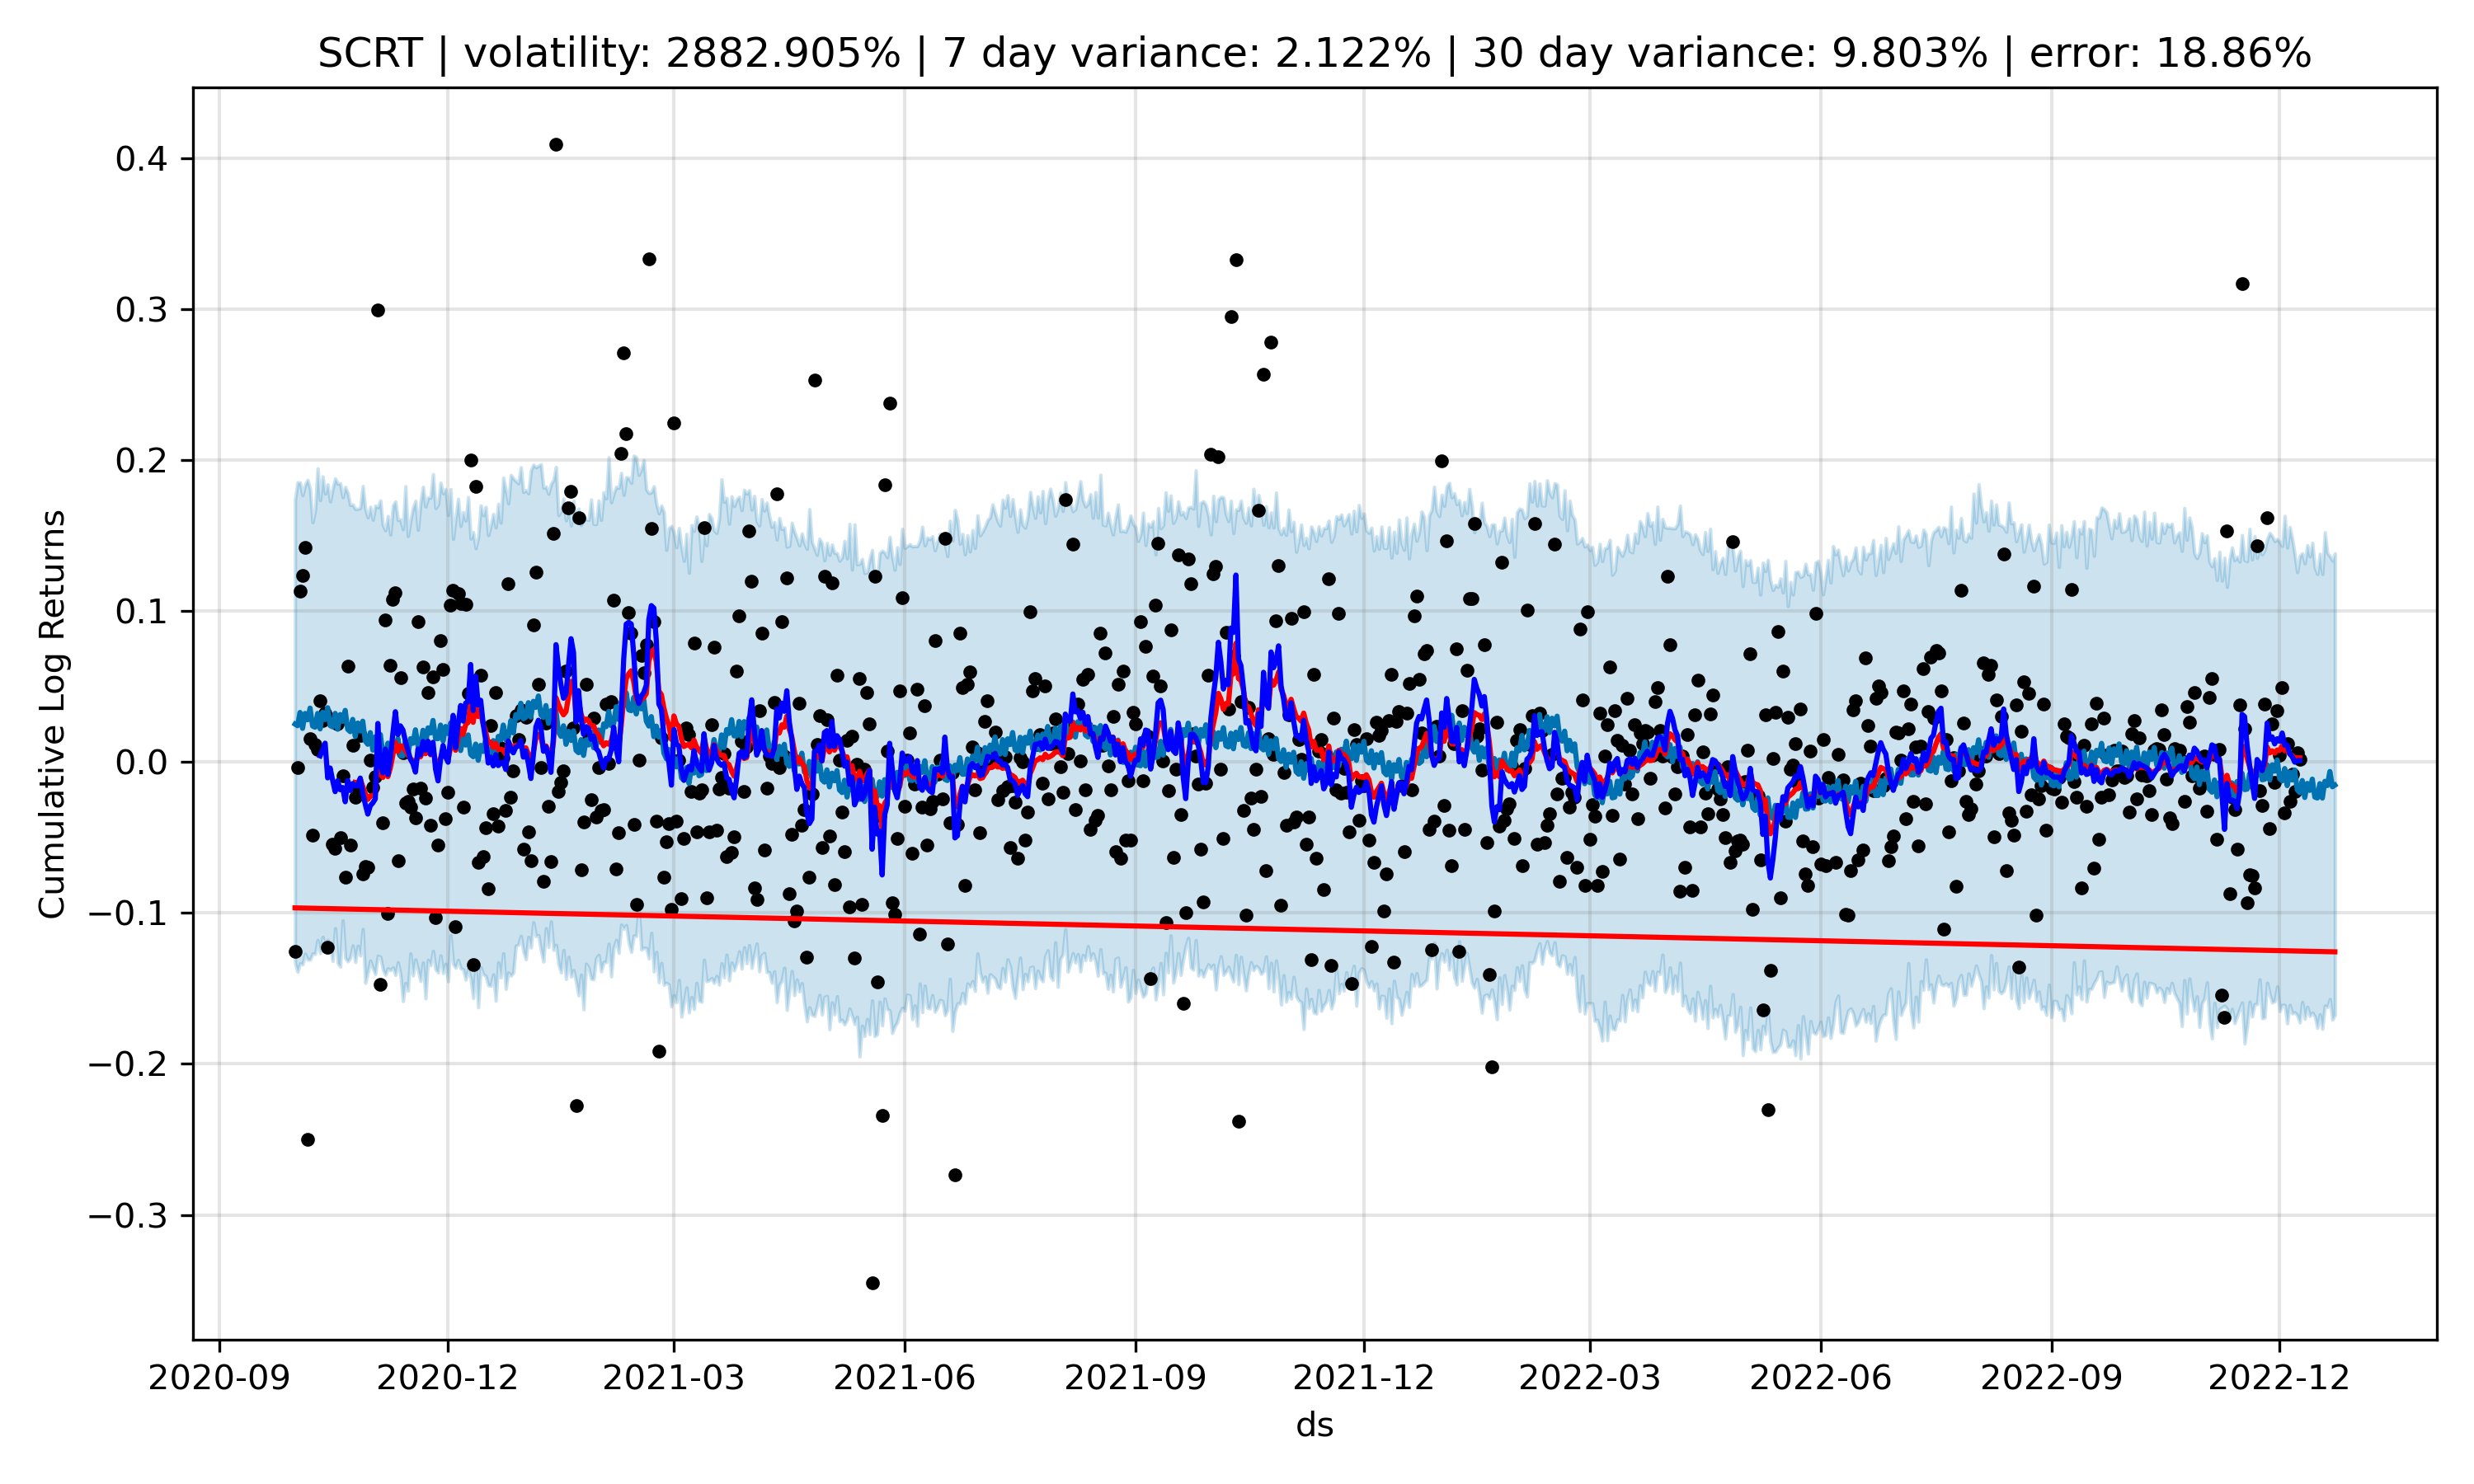 SCRT | volatility: 2882.905% | 7 day variance: 2.122% | 30 day variance: 9.803% | error: 18.86%
Cumulative Log Returns
0.4
0.3
0.2
0.1
0.0
−0.1
−0.2
−0.3
2020-09 2020-12 2021-03 2021-06 2021-09 2021-12 2022-03 2022-06 2022-09 2022-12
ds